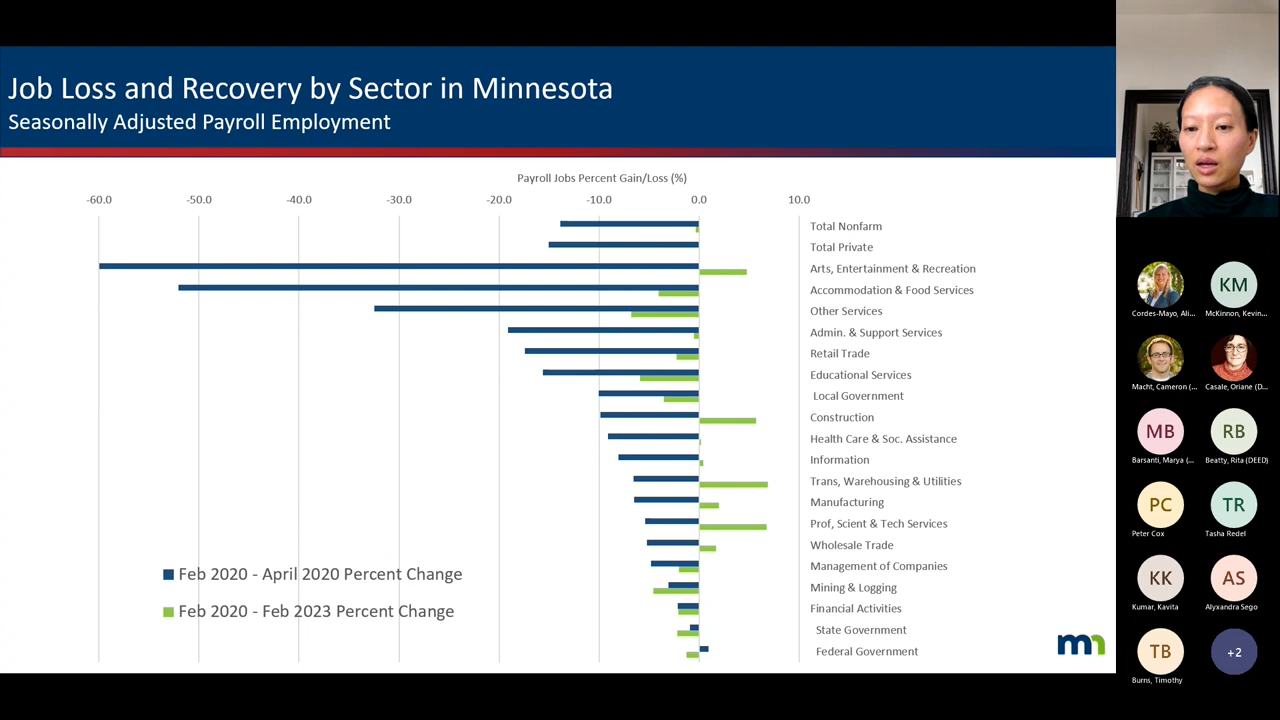 Job Loss and Recovery by Sector in Minnesota
Seasonally Adjusted Payroll Employment
Payroll Jobs Percent Gain/Loss (%)
-60.0 -50.0 -40.0 -30.0 -20.0 -10.0 0.0 10.0
Total Nonfarm
Total Private
Arts, Entertainment & Recreation
Accommodation & Food Services
Other Services
Admin. & Support Services
Retail Trade
Educational Services
Local Government
Construction
Health Care & Soc. Assistance
Information
Trans, Warehousing & Utilities
Manufacturing
Prof, Scient & Tech Services
Wholesale Trade
Management of Companies
Mining & Logging
Financial Activities
State Government
Federal Government
Feb 2020 - April 2020 Percent Change
Feb 2020 - Feb 2023 Percent Change
mn
Cordes-Mayo, Ali...
KM
McKinnon, Kevin...
Macht, Cameron (...
Casale, Oriane (D...
MB
Barsanti, Marya (...
RB
Beatty, Rita (DEED)
PC
Peter Cox
TR
Tasha Redel
KK
Kumar, Kavita
AS
Alyxandra Sego
TB
Burns, Timothy
+2